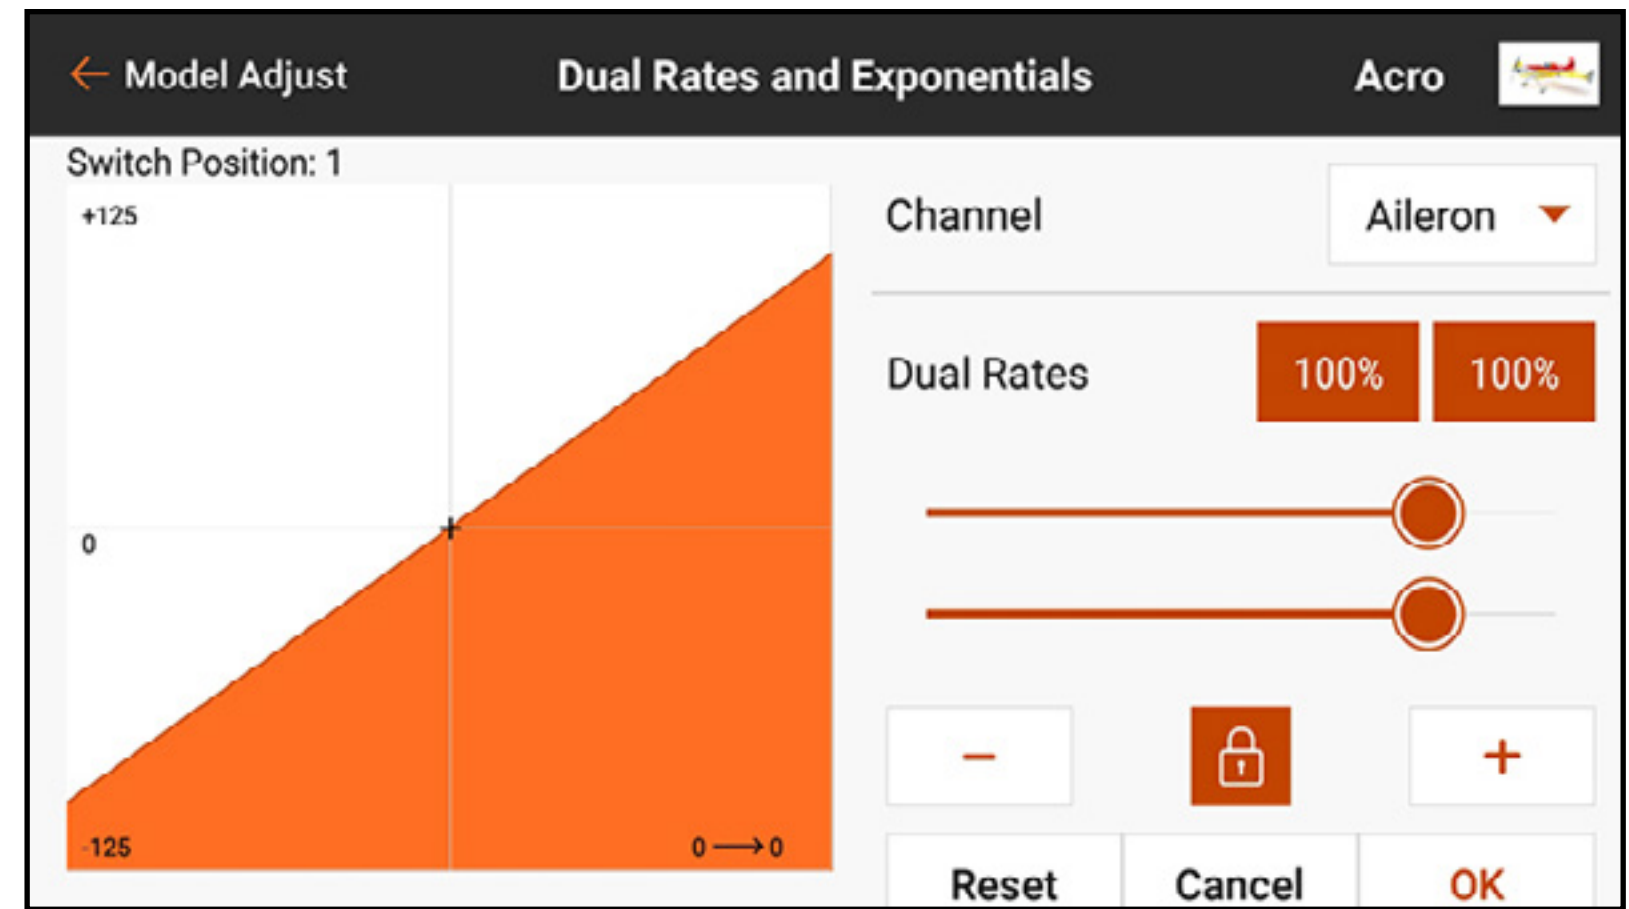 ← Model Adjust Dual Rates and Exponentials Acro
Switch Position: 1
+125
0
-125
0 → 0
Channel Aileron
Dual Rates 100% 100%
− +
Reset Cancel OK